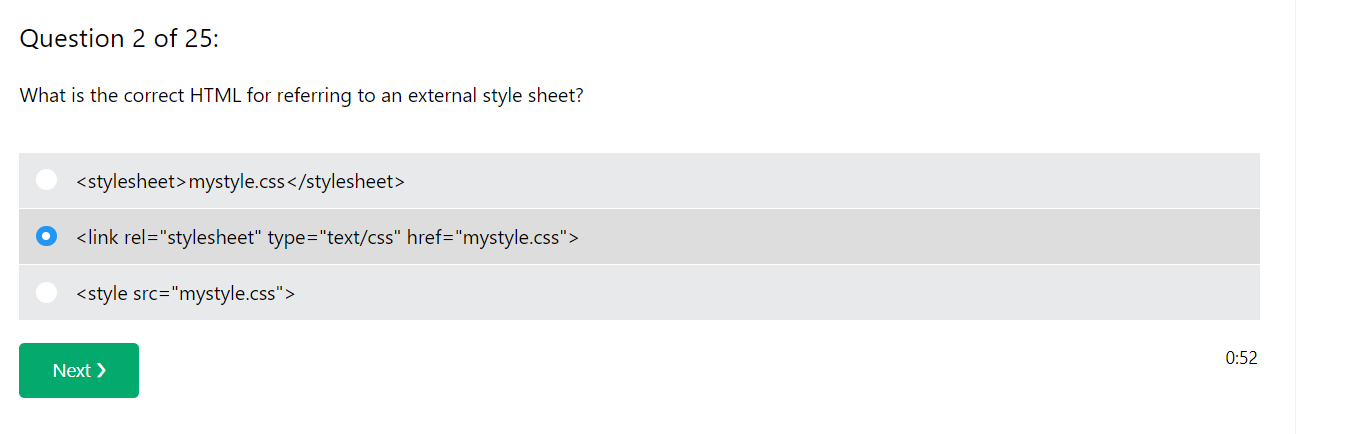 Question 2 of 25:
What is the correct HTML for referring to an external style sheet?
<stylesheet>mystyle.css</stylesheet>
<link rel="stylesheet" type="text/css" href="mystyle.css">
<style src="mystyle.css">
Next ❯
0:52